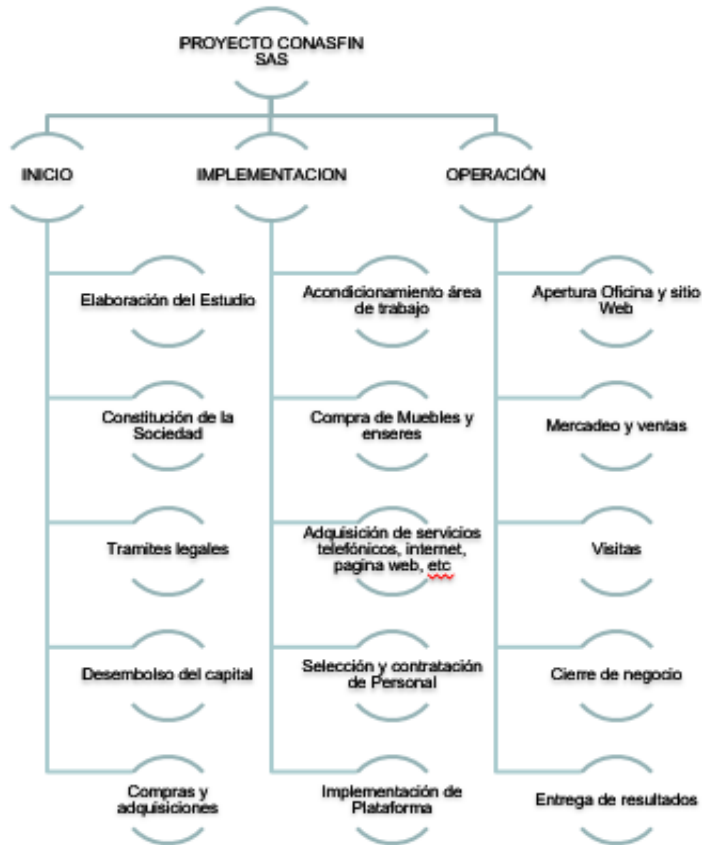 PROYECTO CONASFIN
SAS
INICIO
IMPLEMENTACION
OPERACIÓN
Elaboración del Estudio
Constitución de la
Sociedad
Tramites legales
Desembolso del capital
Compras y
adquisiciones
Acondicionamiento área
de trabajo
Compra de Muebles y
enseres
Adquisición de servicios
telefónicos, internet,
pagina web, etc
Selección y contratación
de Personal
Implementación de
Plataforma
Apertura Oficina y sitio
Web
Mercadeo y ventas
Visitas
Cierre de negocio
Entrega de resultados